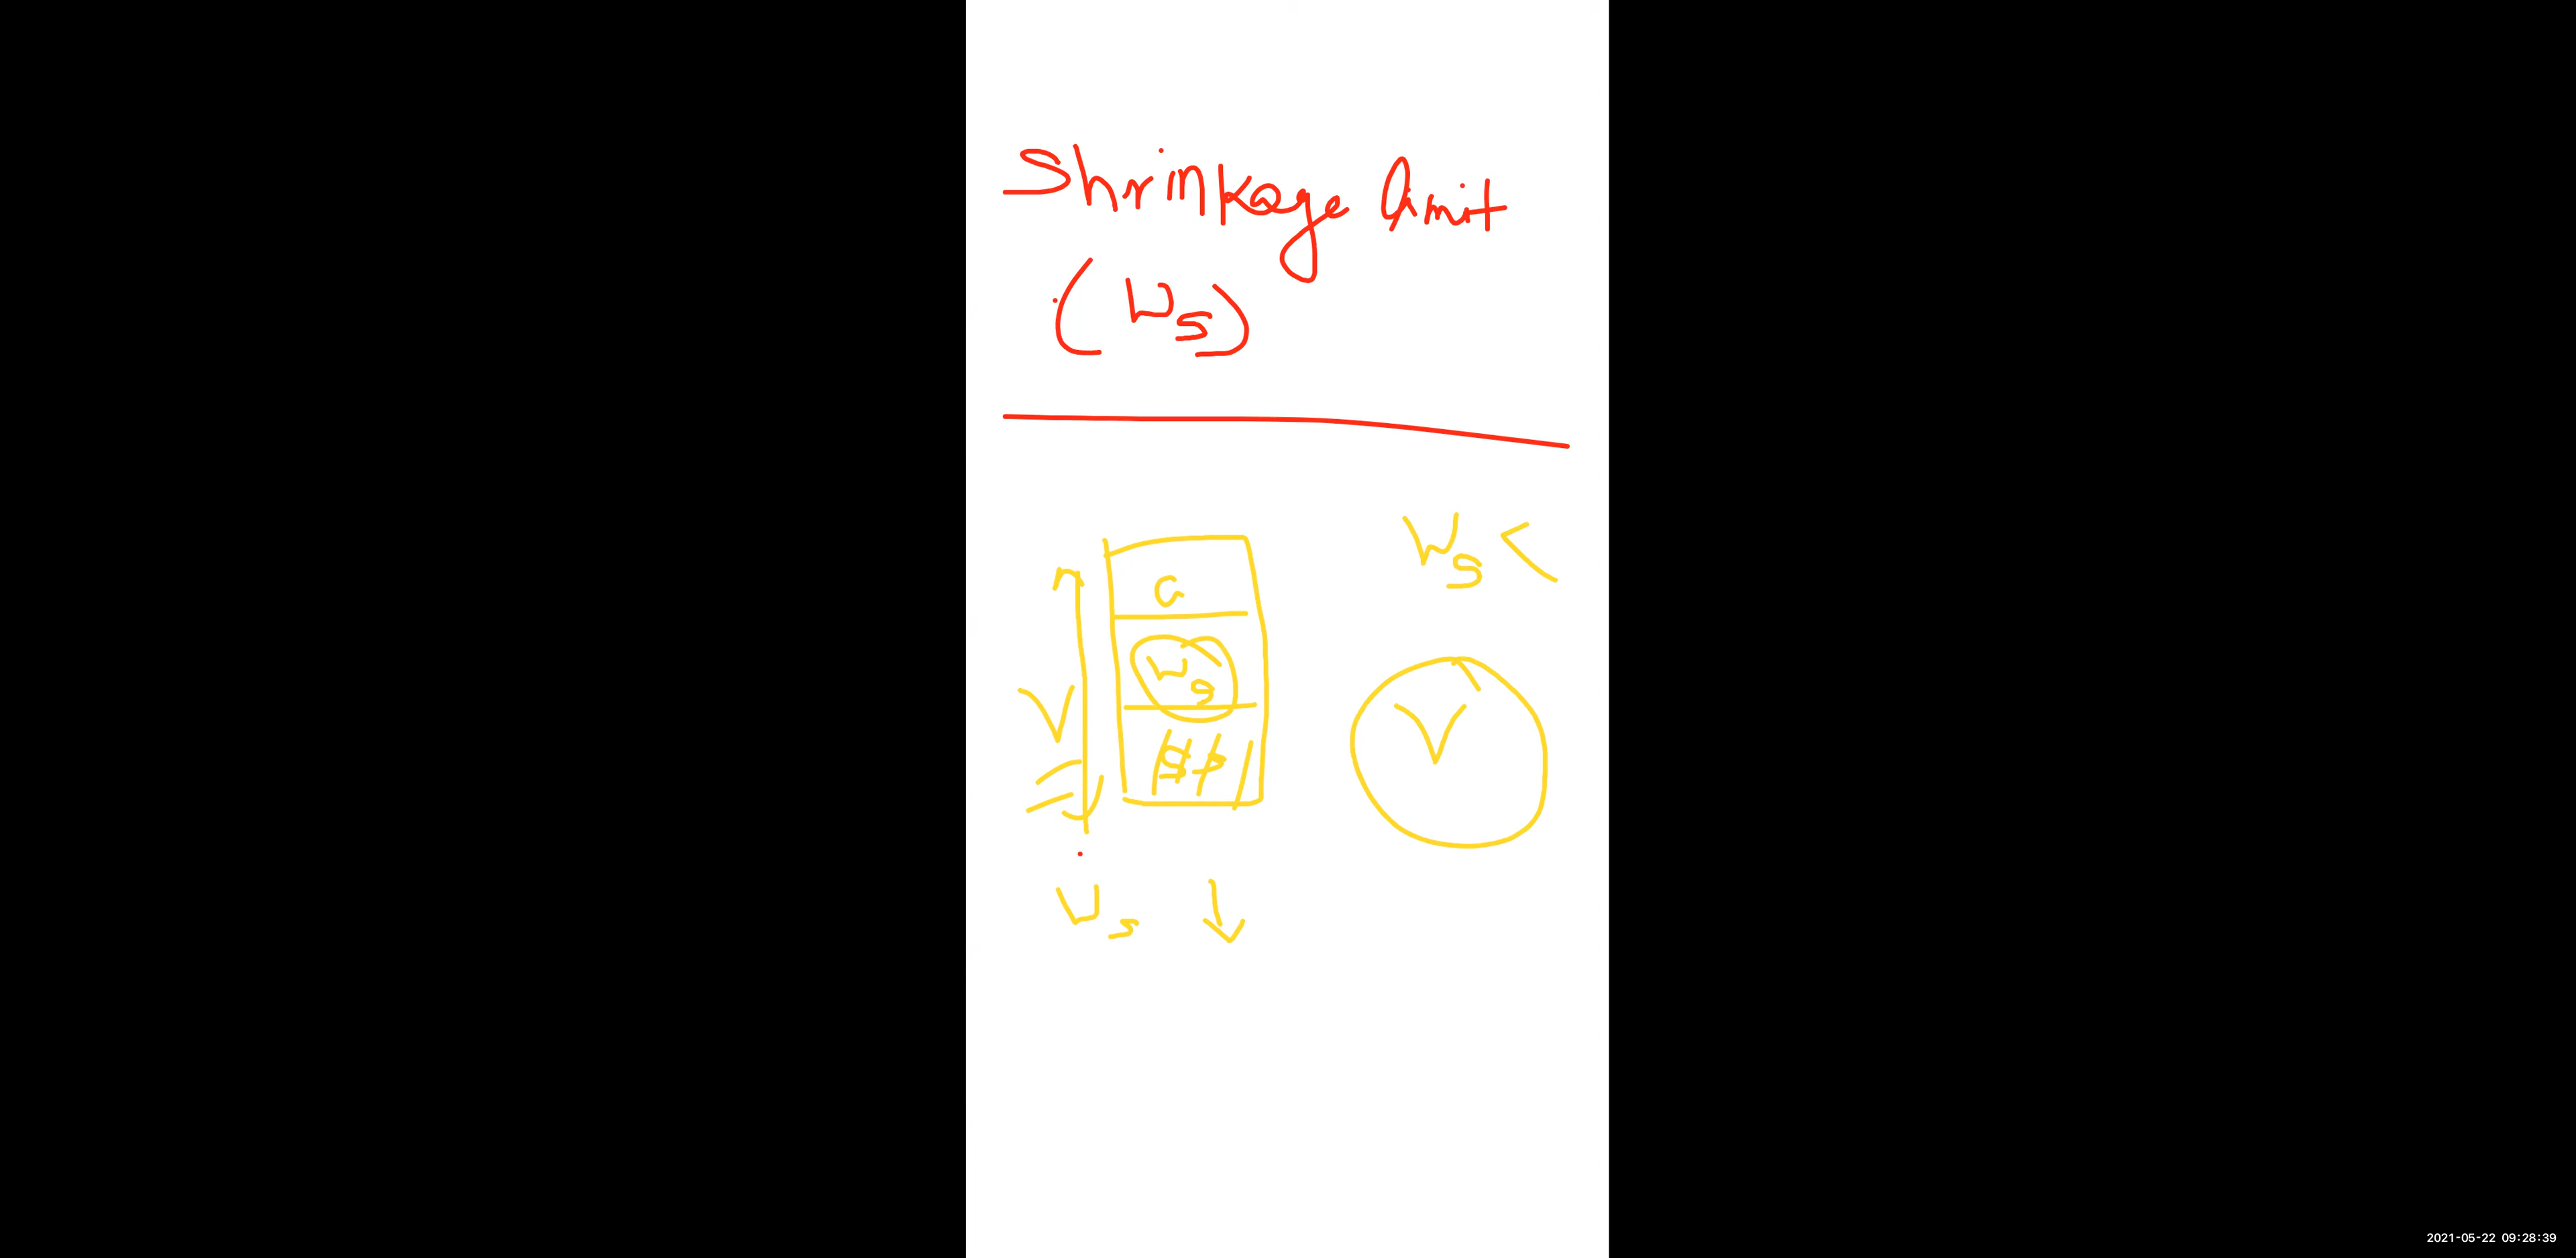 Shrinkage limit
(Ws)
Ws <
a
Ws
V
V
Ws ↓
2021-05-22 09:28:39